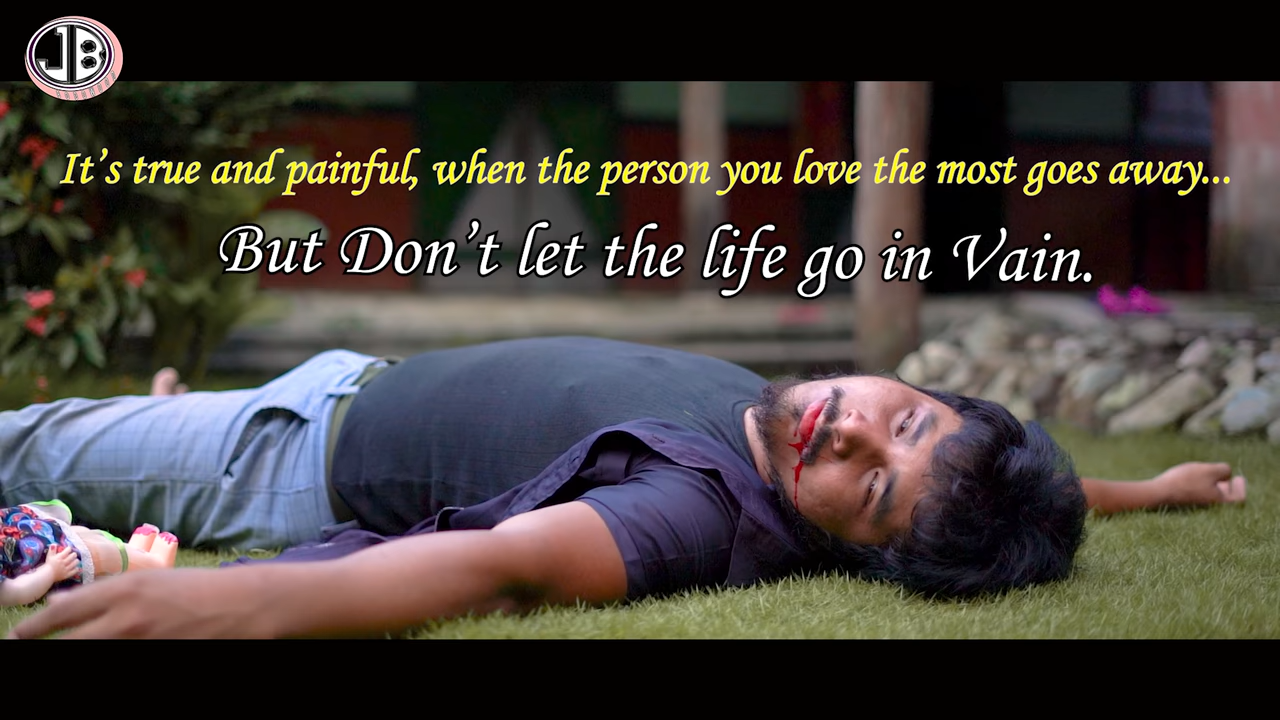 JB
It's true and painful, when the person you love the most goes away...
But Don't let the life go in Vain.